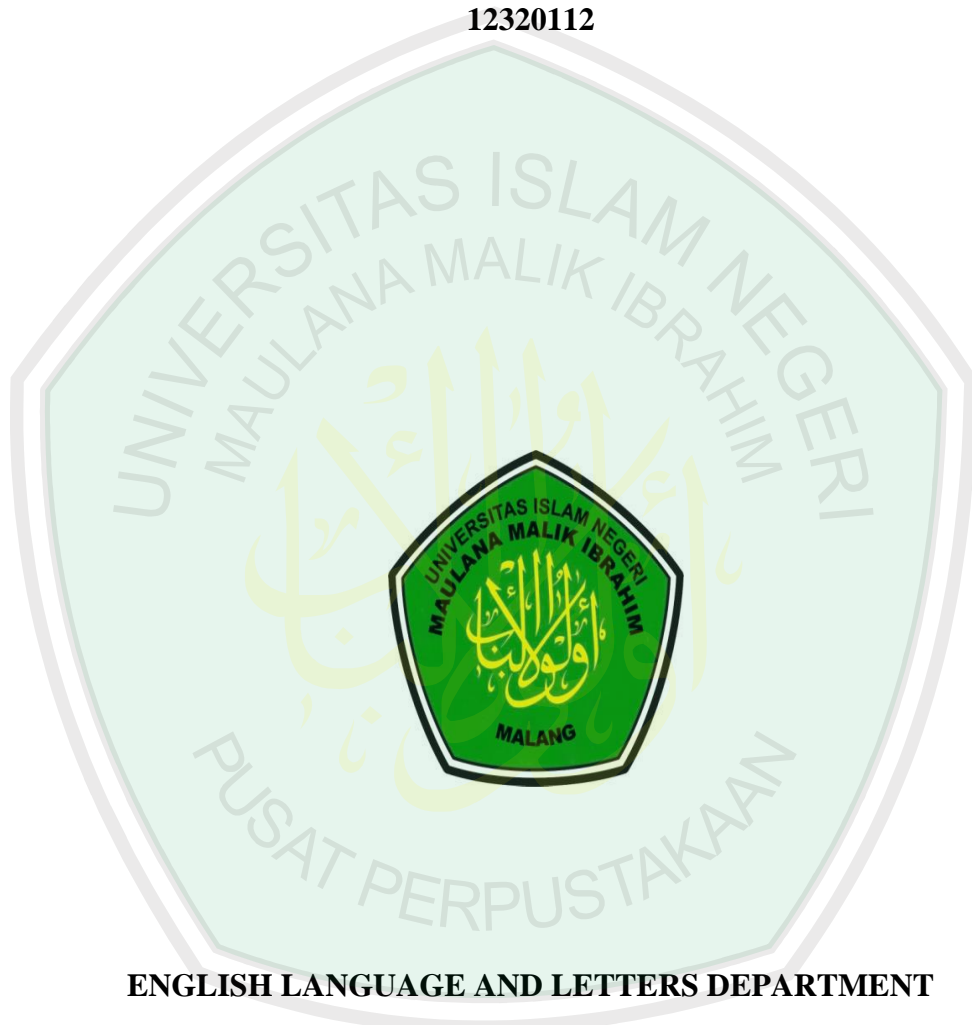 12320112
UNIVERSITAS ISLAM NEGERI
MAULANA MALIK IBRAHIM
UNIVERSITAS ISLAM NEGERI
MAULANA MALIK IBRAHIM
أولوا الألباب
MALANG
PUSAT PERPUSTAKAAN
ENGLISH LANGUAGE AND LETTERS DEPARTMENT